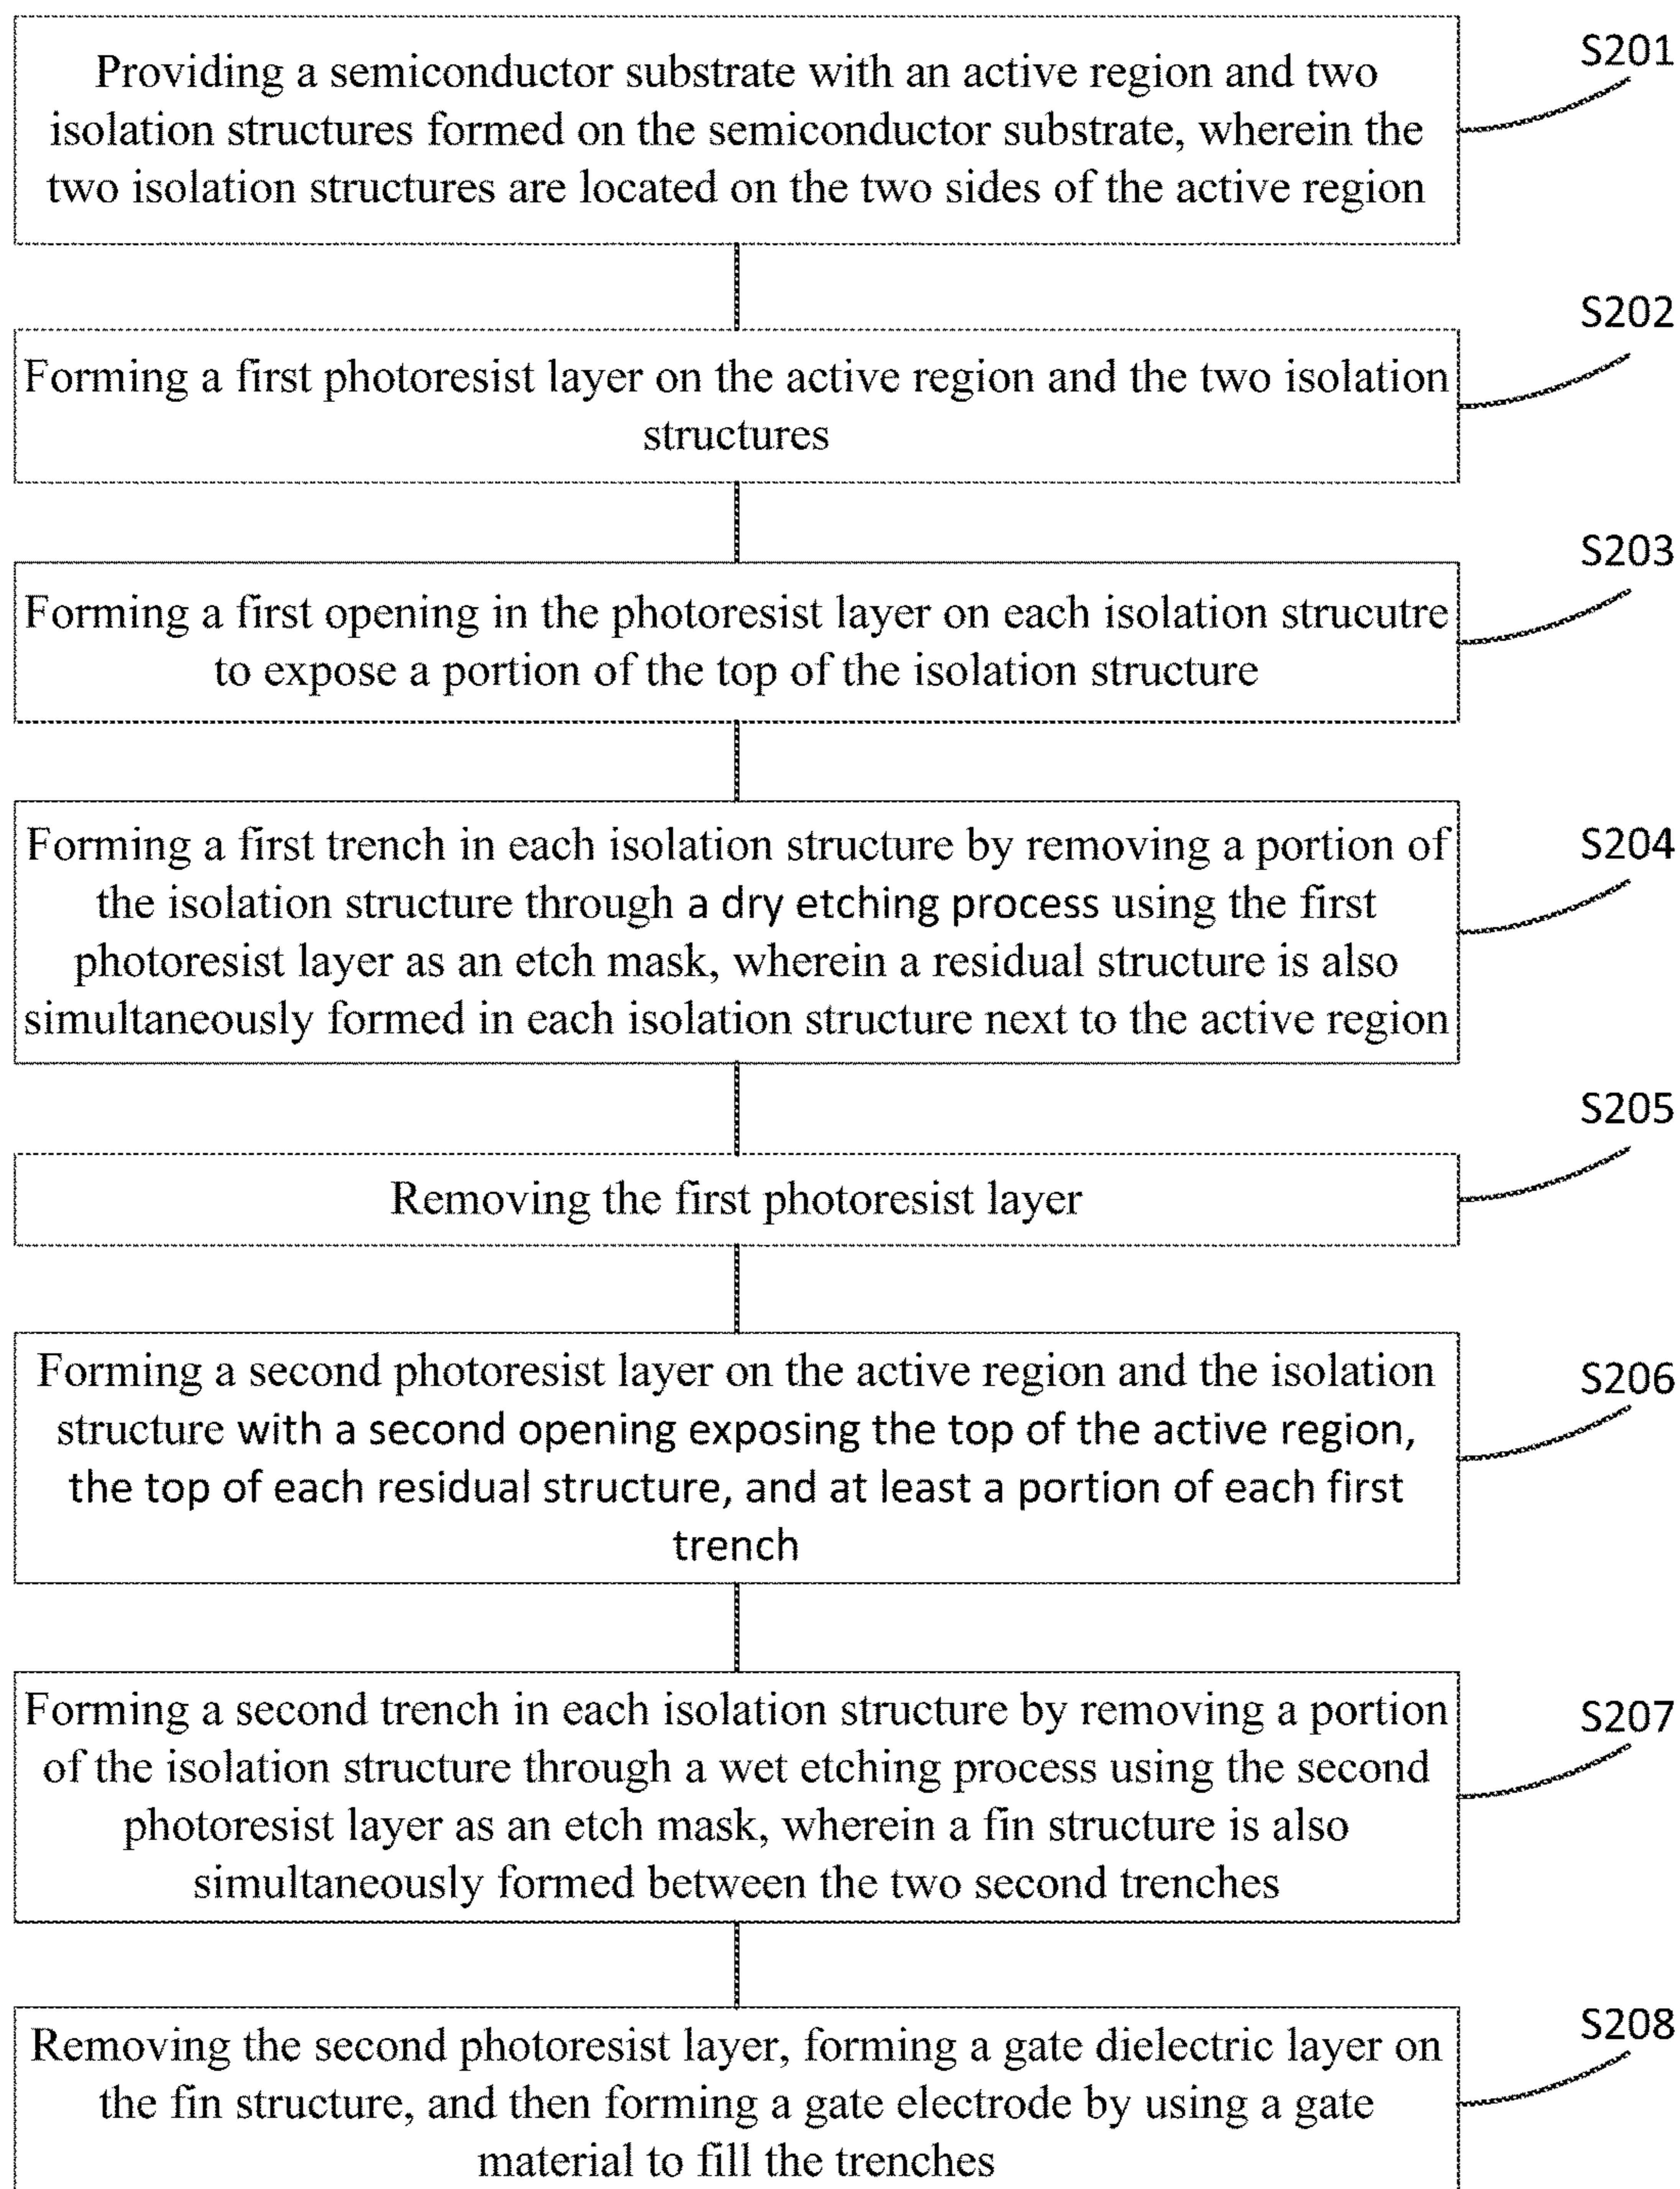 S201
Providing a semiconductor substrate with an active region and two
isolation structures formed on the semiconductor substrate, wherein the
two isolation structures are located on the two sides of the active region
S202
Forming a first photoresist layer on the active region and the two isolation
structures
S203
Forming a first opening in the photoresist layer on each isolation strucutre
to expose a portion of the top of the isolation structure
S204
Forming a first trench in each isolation structure by removing a portion of
the isolation structure through a dry etching process using the first
photoresist layer as an etch mask, wherein a residual structure is also
simultaneously formed in each isolation structure next to the active region
S205
Removing the first photoresist layer
S206
Forming a second photoresist layer on the active region and the isolation
structure with a second opening exposing the top of the active region,
the top of each residual structure, and at least a portion of each first
trench
S207
Forming a second trench in each isolation structure by removing a portion
of the isolation structure through a wet etching process using the second
photoresist layer as an etch mask, wherein a fin structure is also
simultaneously formed between the two second trenches
S208
Removing the second photoresist layer, forming a gate dielectric layer on
the fin structure, and then forming a gate electrode by using a gate
material to fill the trenches